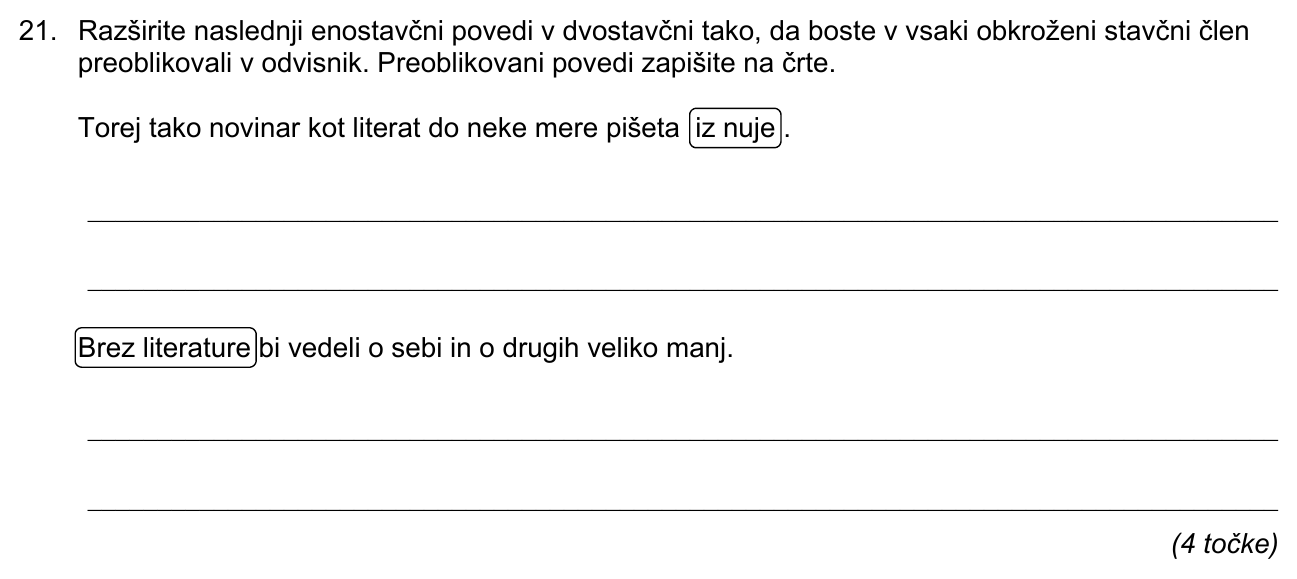 21. Razširite naslednji enostavčni povedi v dvostavčni tako, da boste v vsaki obkroženi stavčni člen
preoblikovali v odvisnik. Preoblikovani povedi zapišite na črte.
Torej tako novinar kot literat do neke mere pišeta iz nuje.
Brez literature bi vedeli o sebi in o drugih veliko manj.
(4 točke)